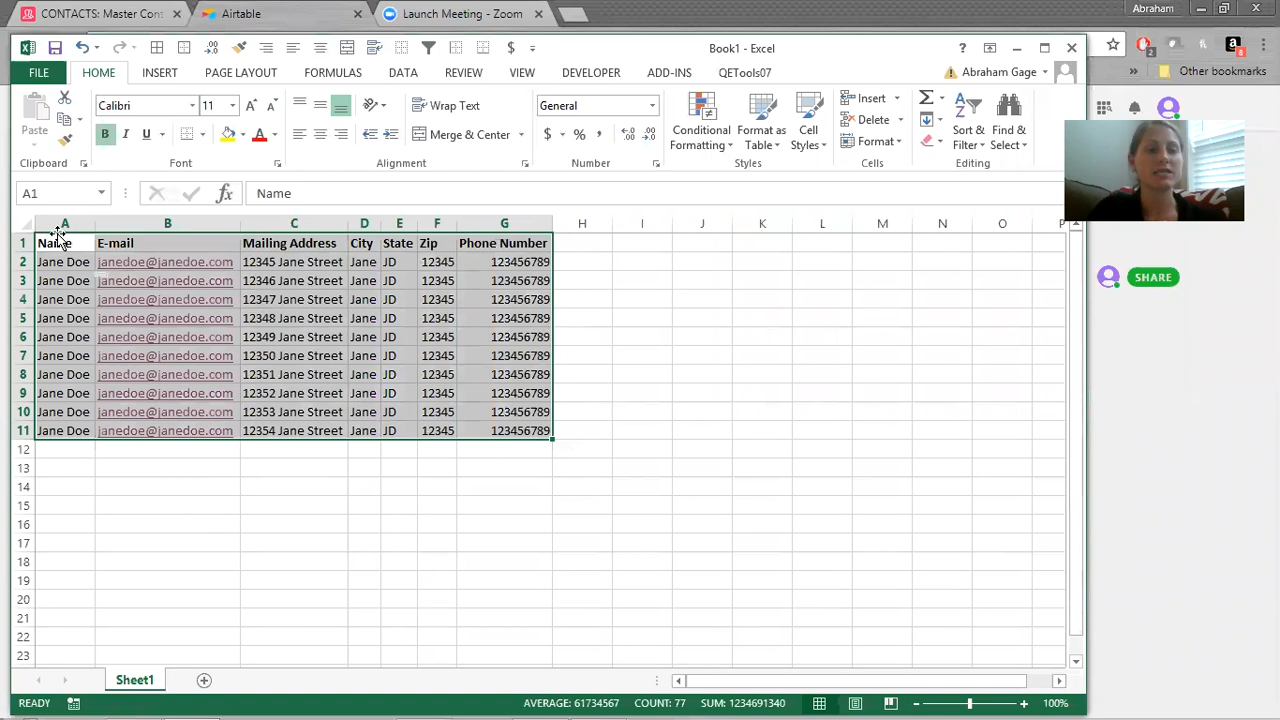 CONTACTS: Master Con
Airtable
Launch Meeting - Zoom
Abraham
Book1 - Excel
Other bookmarks
FILE HOME INSERT PAGE LAYOUT FORMULAS DATA REVIEW VIEW DEVELOPER ADD-INS QETools07
Abraham Gage
Paste
Calibri 11
Wrap Text
General
Conditional Formatting
Format as Table
Cell Styles
Insert
Delete
Format
Sort & Filter
Find & Select
B I U
Merge & Center
$ % ,
Clipboard Font Alignment Number Styles Cells Editing
A1 fx Name
A B C D E F G H I J K L M N O P
1 Name E-mail Mailing Address City State Zip Phone Number
2 Jane Doe janedoe@janedoe.com 12345 Jane Street Jane JD 12345 123456789
3 Jane Doe janedoe@janedoe.com 12346 Jane Street Jane JD 12345 123456789
4 Jane Doe janedoe@janedoe.com 12347 Jane Street Jane JD 12345 123456789
5 Jane Doe janedoe@janedoe.com 12348 Jane Street Jane JD 12345 123456789
6 Jane Doe janedoe@janedoe.com 12349 Jane Street Jane JD 12345 123456789
7 Jane Doe janedoe@janedoe.com 12350 Jane Street Jane JD 12345 123456789
8 Jane Doe janedoe@janedoe.com 12351 Jane Street Jane JD 12345 123456789
9 Jane Doe janedoe@janedoe.com 12352 Jane Street Jane JD 12345 123456789
10 Jane Doe janedoe@janedoe.com 12353 Jane Street Jane JD 12345 123456789
11 Jane Doe janedoe@janedoe.com 12354 Jane Street Jane JD 12345 123456789
12
13
14
15
16
17
18
19
20
21
22
23
SHARE
Sheet1
READY AVERAGE: 61734567 COUNT: 77 SUM: 1234691340 100%